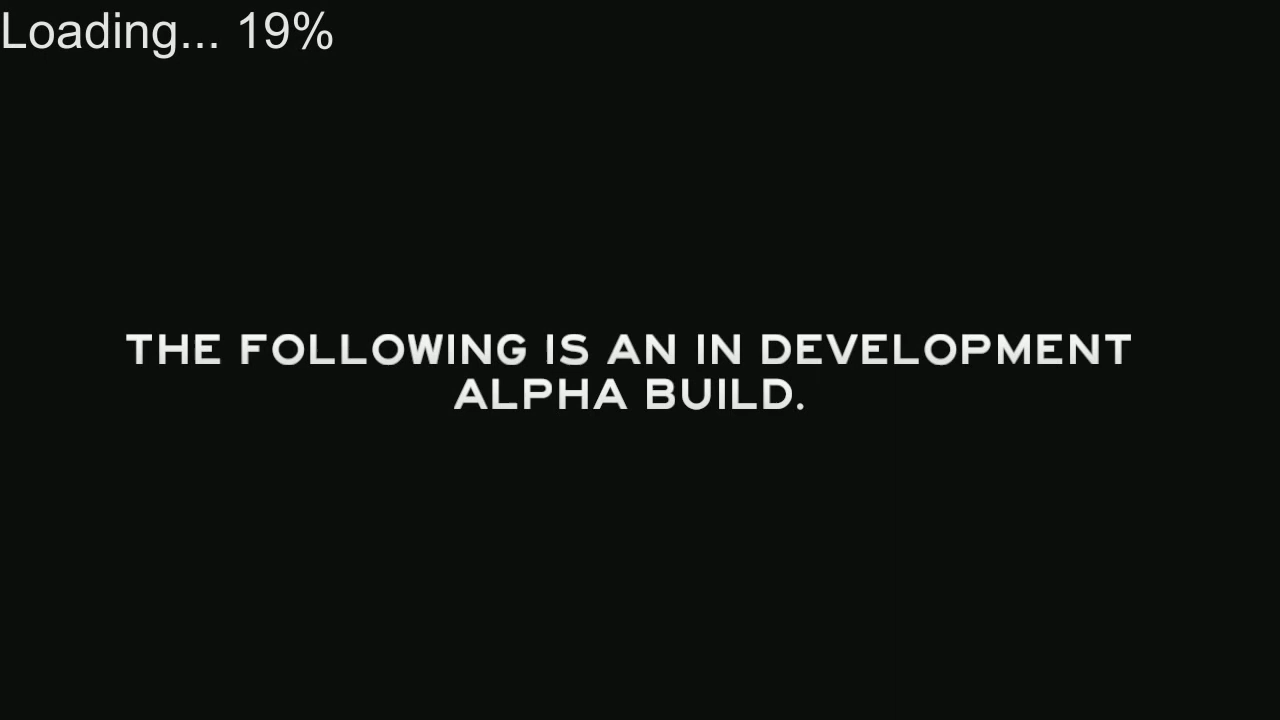 Loading... 19%
THE FOLLOWING IS AN IN DEVELOPMENT
ALPHA BUILD.